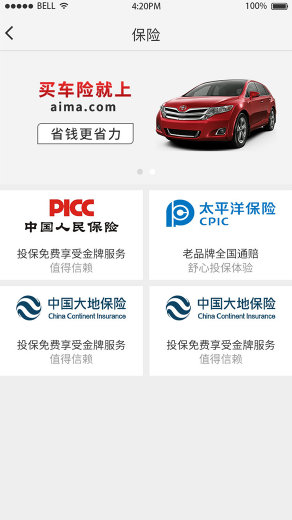 BELL 4:20PM 100%
保险
买车险就上
aima.com
省钱更省力
PICC
中国人民保险
投保免费享受金牌服务
值得信赖
太平洋保险
CPIC
老品牌全国通赔
舒心投保体验
中国大地保险
China Continent Insurance
投保免费享受金牌服务
值得信赖
中国大地保险
China Continent Insurance
投保免费享受金牌服务
值得信赖